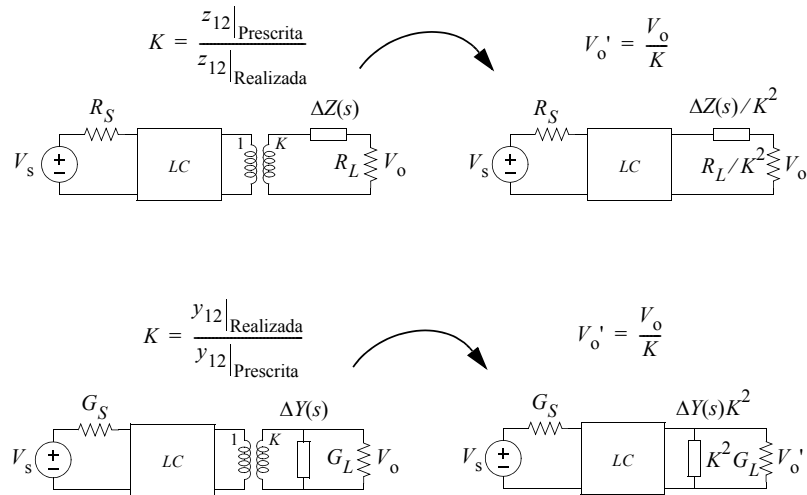 K = z12|Prescrita / z12|Realizada
Vo' = Vo / K
RS
Vs
LC
1
K
ΔZ(s)
RL
Vo
RS
Vs
LC
ΔZ(s)/K²
RL/K²
Vo
K = y12|Realizada / y12|Prescrita
Vo' = Vo / K
GS
Vs
LC
1
K
ΔY(s)
GL
Vo
GS
Vs
LC
ΔY(s)K²
K²GL
Vo'